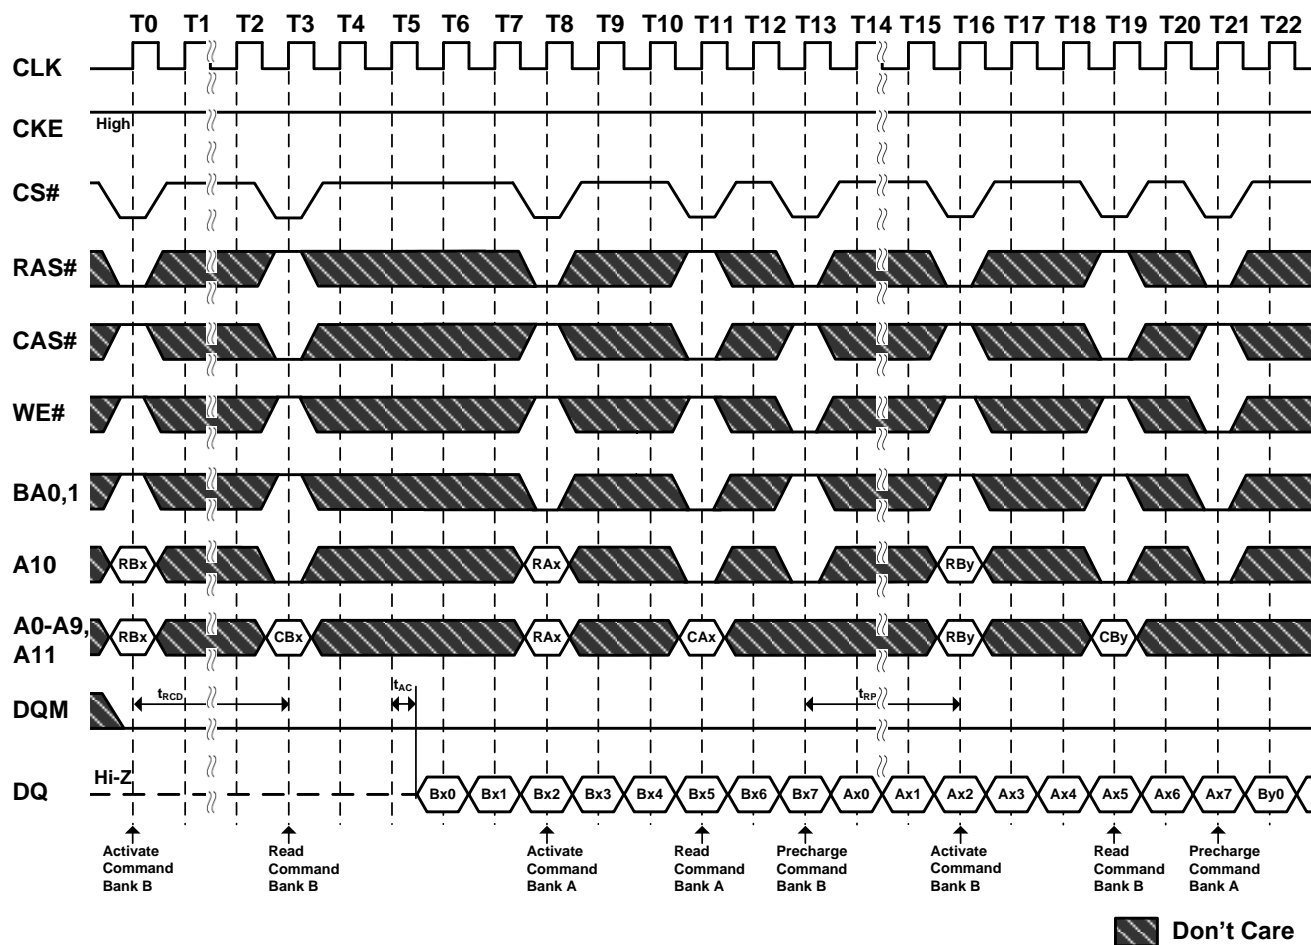 T0 T1 T2 T3 T4 T5 T6 T7 T8 T9 T10 T11 T12 T13 T14 T15 T16 T17 T18 T19 T20 T21 T22
CLK
CKE High
CS#
RAS#
CAS#
WE#
BA0,1
A10 RBx RAx RBy
A0-A9,
A11
RBx CBx RAx CAx RBy CBy
DQM tRCD tAC tRP
DQ Hi-Z Bx0 Bx1 Bx2 Bx3 Bx4 Bx5 Bx6 Bx7 Ax0 Ax1 Ax2 Ax3 Ax4 Ax5 Ax6 Ax7 By0
Activate
Command
Bank B
Read
Command
Bank B
Activate
Command
Bank A
Read
Command
Bank A
Precharge
Command
Bank B
Activate
Command
Bank B
Read
Command
Bank B
Precharge
Command
Bank A
Don't Care